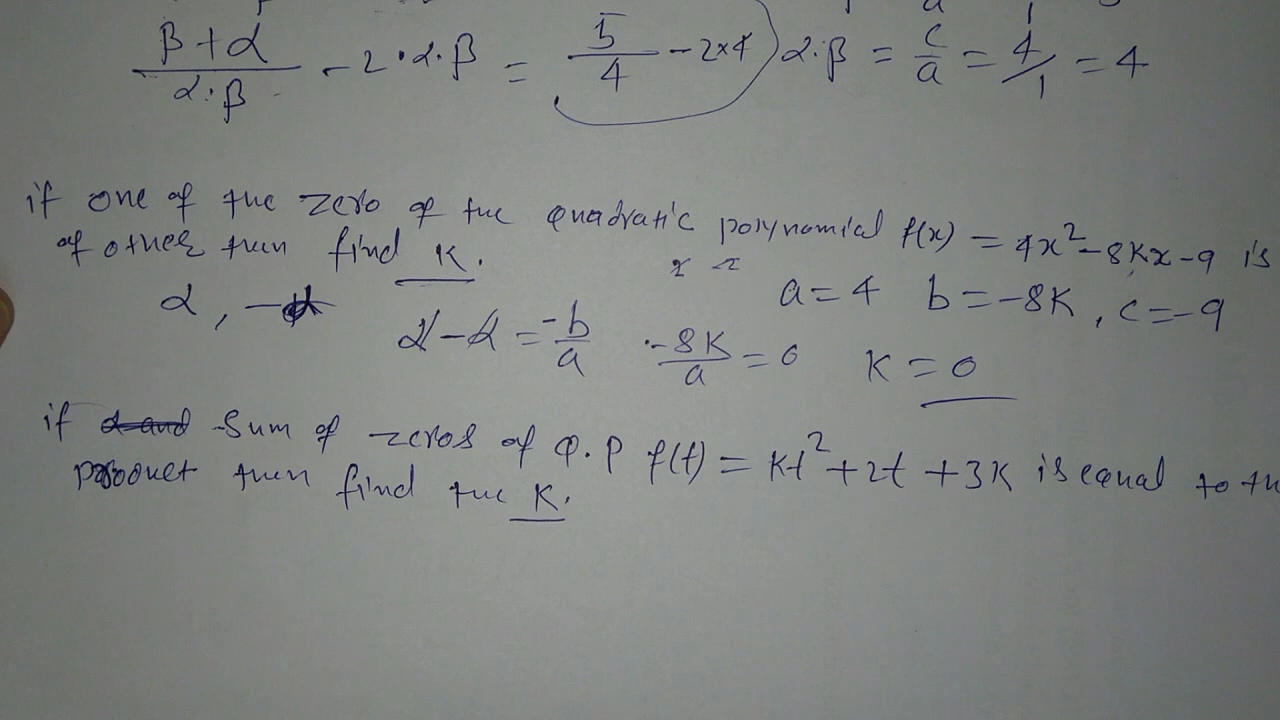 β+α / α·β - 2·α·β = 5/4 - 2×4) α·β = c/a = 4/1 = 4
if one of the zero of the quadratic polynomial f(x) = 4x² - 8kx - 9 is
of other then find K.
α, -α
a = 4 b = -8K, c = -9
α - α = -b/a -8K/a = 0 K = 0
if sum of zeros of Q.P f(t) = kt² + 2t + 3K is equal to th
product then find the K.